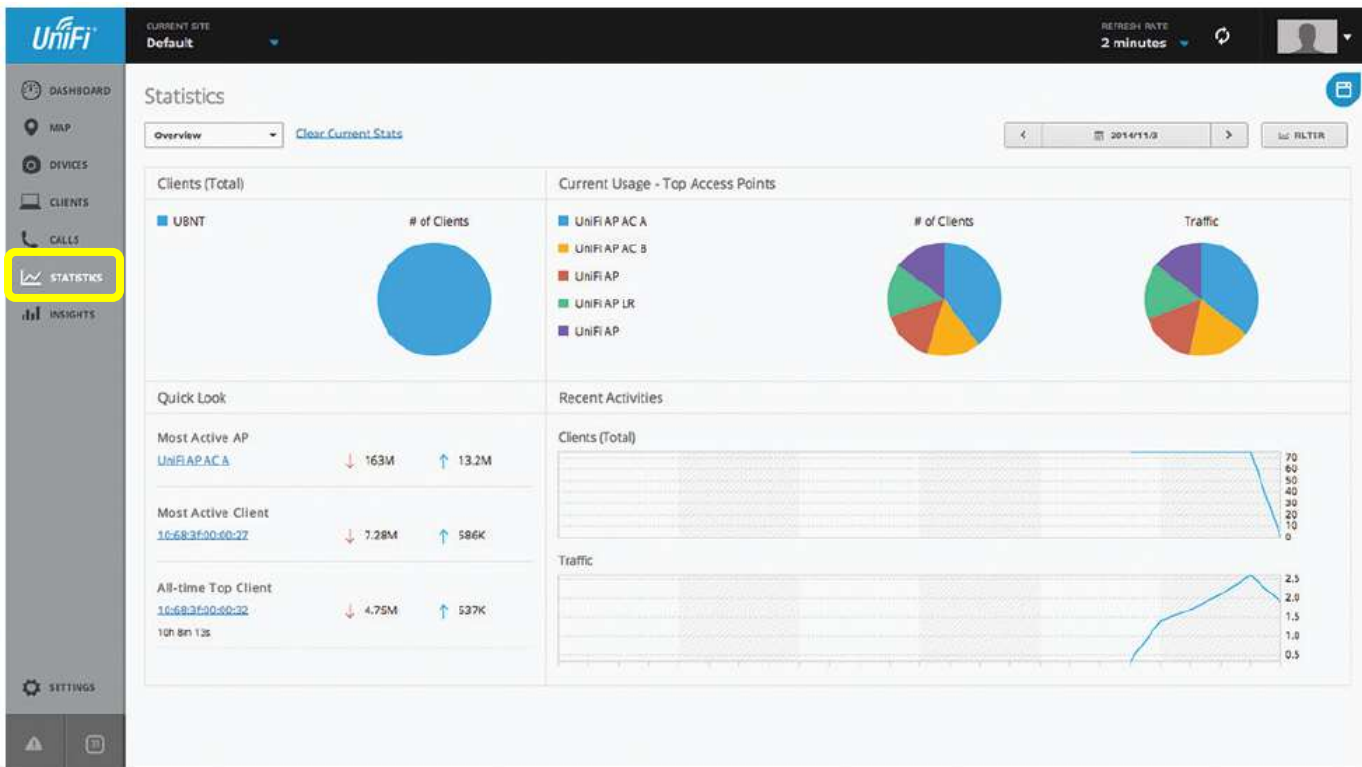 UniFi
CURRENT SITE
Default
REFRESH RATE
2 minutes
DASHBOARD
MAP
DEVICES
CLIENTS
CALLS
STATISTICS
INSIGHTS
SETTINGS
Statistics
Overview
Clear Current Stats
2014/11/3
FILTER
Clients (Total)
UBNT
# of Clients
Current Usage - Top Access Points
UniFi AP AC A
UniFi AP AC B
UniFi AP
UniFi AP LR
UniFi AP
# of Clients
Traffic
Quick Look
Most Active AP
UniFi AP AC A
163M
13.2M
Most Active Client
10:68:3f:00:00:27
7.28M
586K
All-time Top Client
10:68:3f:00:00:32
4.75M
537K
10h 8m 13s
Recent Activities
Clients (Total)
70
60
50
40
30
20
10
0
Traffic
2.5
2.0
1.5
1.0
0.5